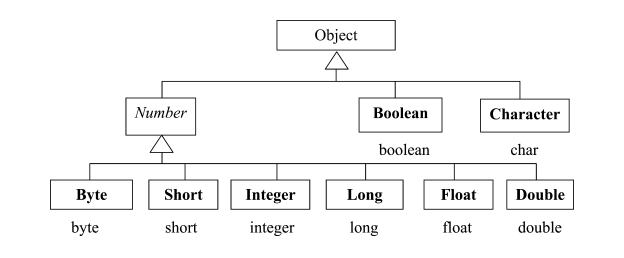 Object
Number
Boolean
Character
boolean
char
Byte
Short
Integer
Long
Float
Double
byte
short
integer
long
float
double